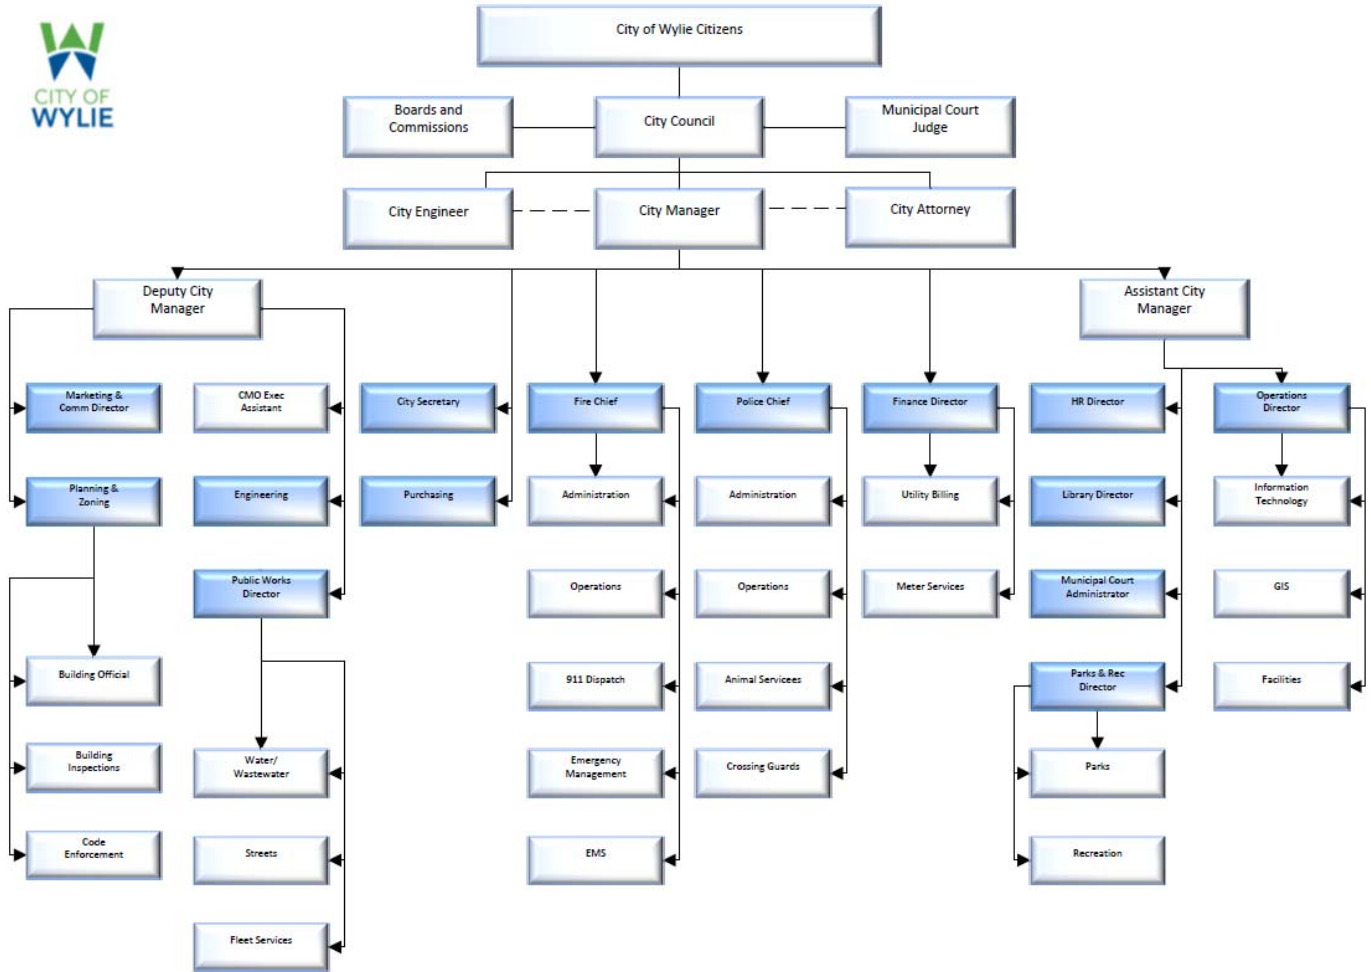 City of Wylie Citizens
CITY OF
WYLIE
Boards and
Commissions
City Council
Municipal Court
Judge
City Engineer
City Manager
City Attorney
Deputy City
Manager
Assistant City
Manager
Marketing &
Comm Director
CMO Exec
Assistant
City Secretary
Fire Chief
Police Chief
Finance Director
HR Director
Operations
Director
Planning &
Zoning
Engineering
Purchasing
Administration
Administration
Utility Billing
Library Director
Information
Technology
Public Works
Director
Operations
Operations
Meter Services
Municipal Court
Administrator
GIS
Building Official
911 Dispatch
Animal Servicees
Parks & Rec
Director
Facilities
Building
Inspections
Water/
Wastewater
Emergency
Management
Crossing Guards
Parks
Code
Enforcement
Streets
EMS
Recreation
Fleet Services